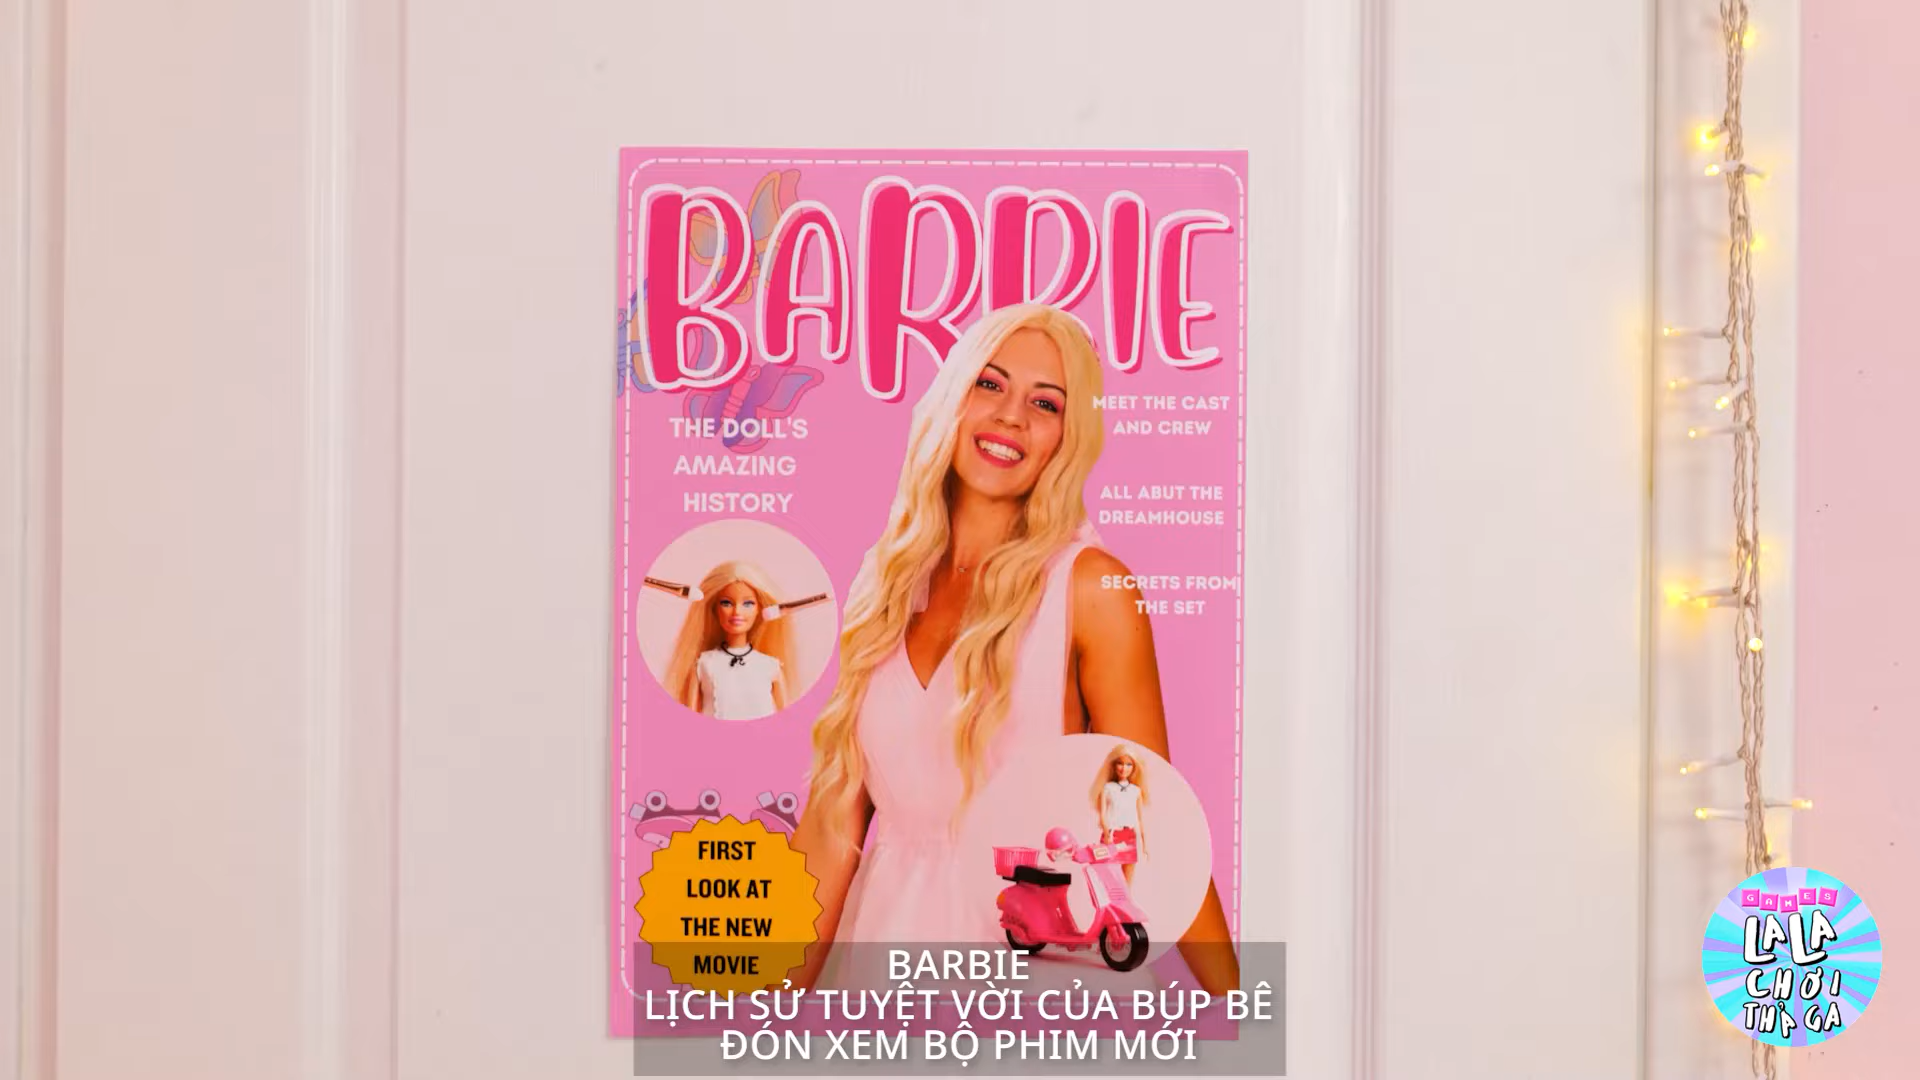 BARBIE
THE DOLL'S
AMAZING
HISTORY
MEET THE CAST
AND CREW
ALL ABUT THE
DREAMHOUSE
SECRETS FROM
THE SET
FIRST
LOOK AT
THE NEW
MOVIE
BARBIE
LỊCH SỬ TUYỆT VỜI CỦA BÚP BÊ
ĐÓN XEM BỘ PHIM MỚI
GAMES
LA LA
CHƠI
THẢ GA